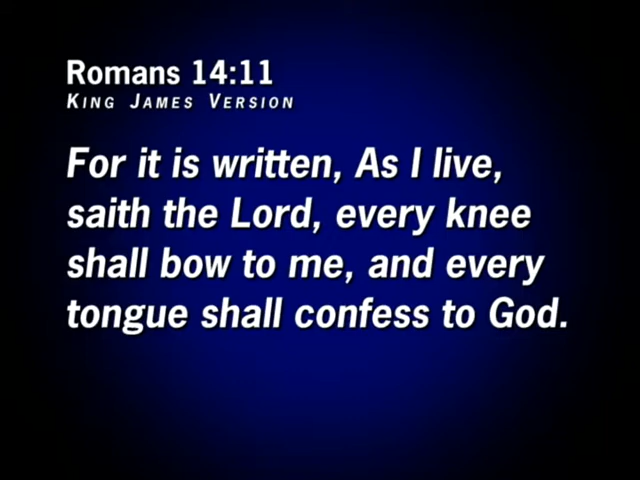 Romans 14:11
King James Version
For it is written, As I live,
saith the Lord, every knee
shall bow to me, and every
tongue shall confess to God.